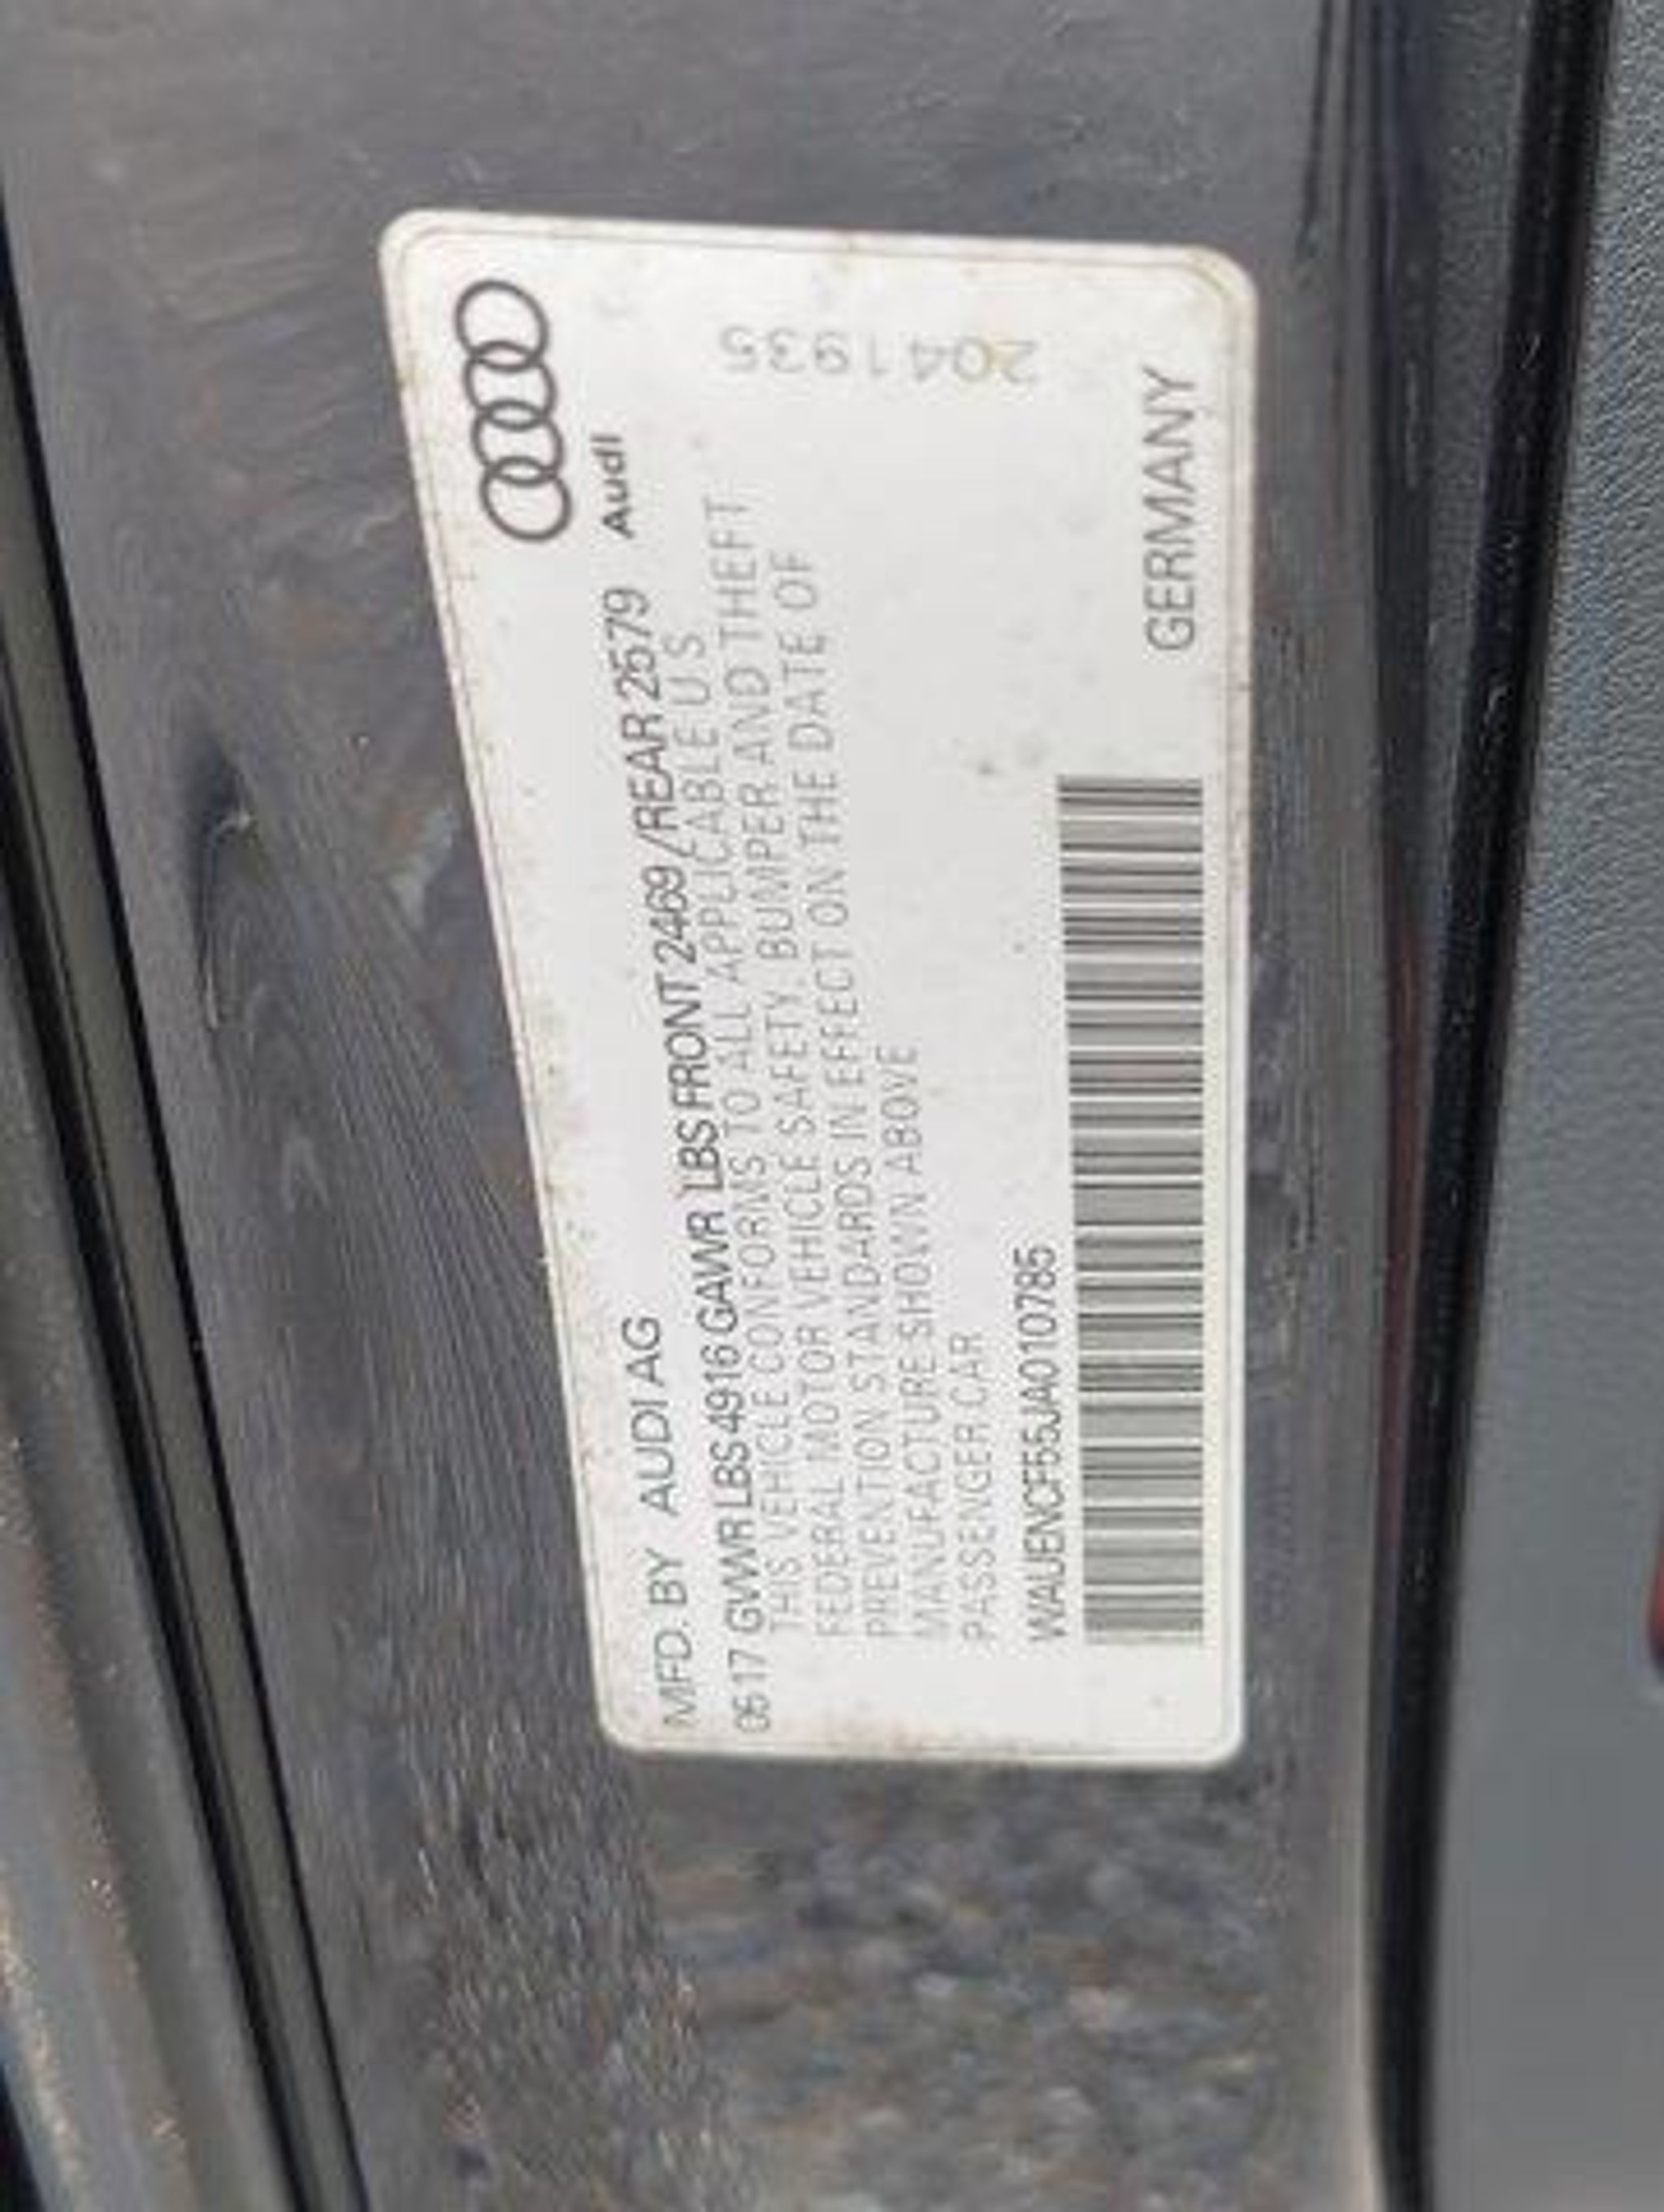 MFD. BY AUDI AG
0617 GVWR LBS 4916 GAWR LBS FRONT 2469/REAR 2579
Audi
THIS VEHICLE CONFORMS TO ALL APPLICABLE U S
FEDERAL MOTOR VEHICLE SAFETY, BUMPER AND THEFT
PREVENTION STANDARDS IN EFFECT ON THE DATE OF
MANUFACTURE SHOWN ABOVE
PASSENGER CAR
2041935
WAUENCF55JA010785
GERMANY